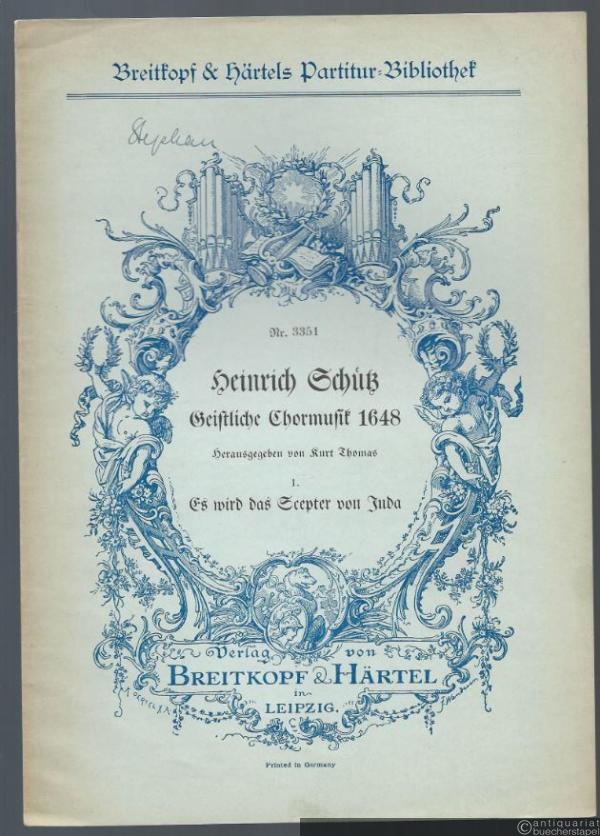 Breitkopf & Härtels Partitur-Bibliothek
Stephan
Nr. 3351
Heinrich Schütz
Geistliche Chormusik 1648
Herausgegeben von Kurt Thomas
1.
Es wird das Scepter von Juda
Verlag von
BREITKOPF & HÄRTEL
in
LEIPZIG.
Printed in Germany
antiquariat
buecherstapel